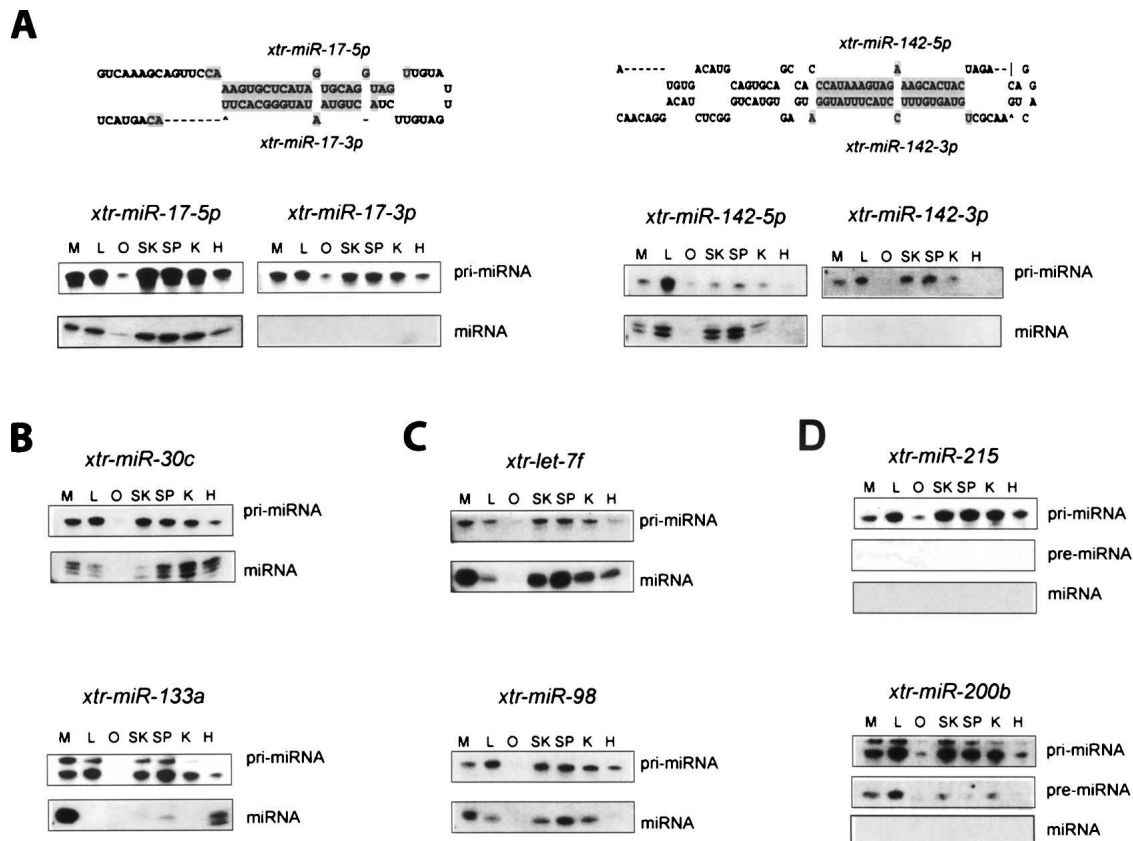 A
xtr-miR-17-5p
GUCAAAGCAGUUCCA G G UUGUA
AAGUGCUCAUA UGCAG UAG U
UUCACGGGUAU AUGUC AUC U
UCAUGACA-------^ A - UUGUAG
xtr-miR-17-3p
xtr-miR-142-5p
A------ ACAUG GC C A UAGA--| G
UGUG CAGUGCA CA CCAUAAAGUAG AAGCACUAC CA G
ACAU GUCAUGU GU GGUAUUUCAUC UUUGUGAUG GU A
CAACAGG CUCGG GA A C UCGCAA^ C
xtr-miR-142-3p
xtr-miR-17-5p xtr-miR-17-3p
M L O SK SP K H M L O SK SP K H
pri-miRNA
miRNA
xtr-miR-142-5p xtr-miR-142-3p
M L O SK SP K H M L O SK SP K H
pri-miRNA
miRNA
B
xtr-miR-30c
M L O SK SP K H
pri-miRNA
miRNA
xtr-miR-133a
M L O SK SP K H
pri-miRNA
miRNA
C
xtr-let-7f
M L O SK SP K H
pri-miRNA
miRNA
xtr-miR-98
M L O SK SP K H
pri-miRNA
miRNA
D
xtr-miR-215
M L O SK SP K H
pri-miRNA
pre-miRNA
miRNA
xtr-miR-200b
M L O SK SP K H
pri-miRNA
pre-miRNA
miRNA